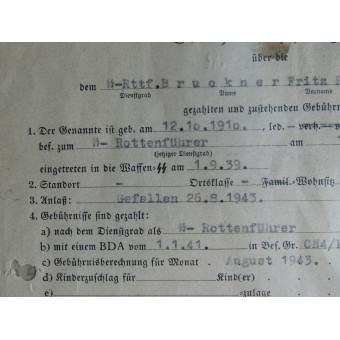 über die
dem ᛋᛋ-Rttf. Bruckner Fritz
Dienstgrad Name Vorname
gezahlten und zustehenden Gebühr
1. Der Genannte ist geb. am 12.10.1910, led. verh.
bef. zum ᛋᛋ- Rottenführer am
(jetziger Dienstgrad)
eingetreten in die Waffen-ᛋᛋ am 1.9.39.
2. Standort - Ortsklasse - Famil.-Wohnsitz
3. Anlaß: Gefallen 26.8.1943.
4. Gebührnisse sind gezahlt:
a) nach dem Dienstgrad als ᛋᛋ- Rottenführer
b) mit einem BDA vom 1.1.41. in Bes. Gr.
c) Gebührnisberechnung für Monat August 1943.
d) Kinderzuschlag für - Kind(er)
e) -zulage